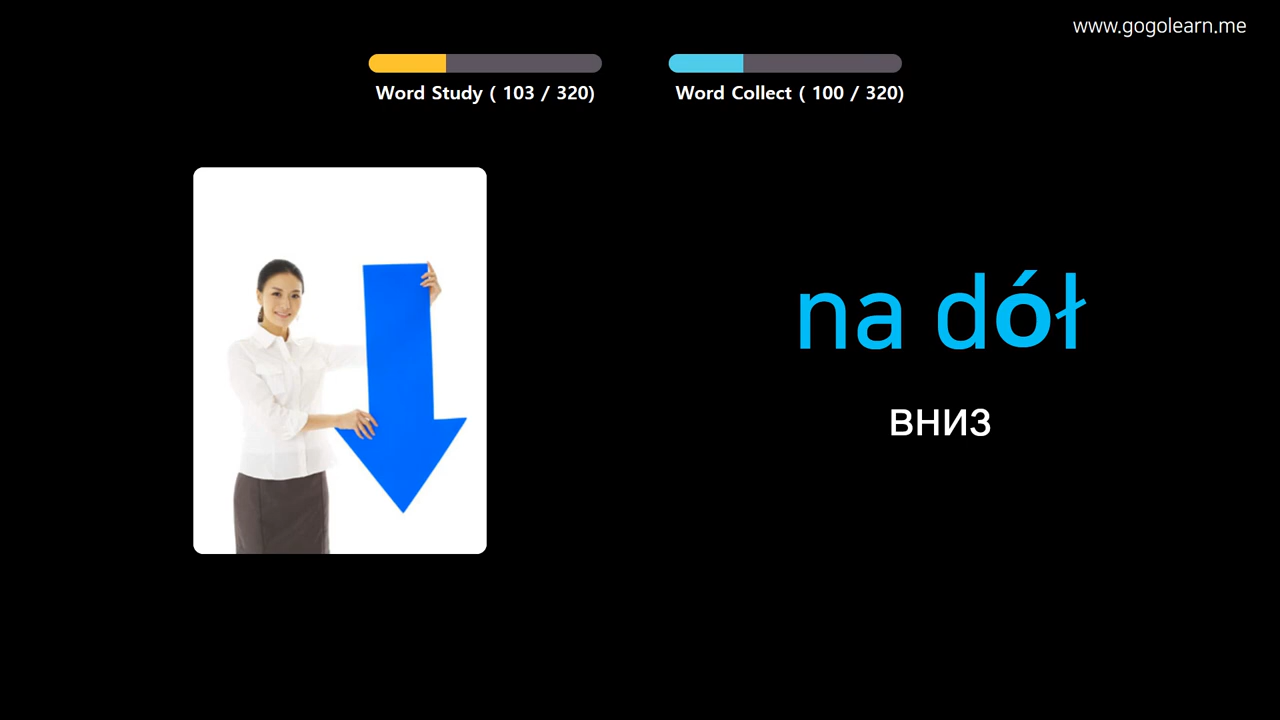 www.gogolearn.me
Word Study ( 103 / 320)
Word Collect ( 100 / 320)
na dół
вниз